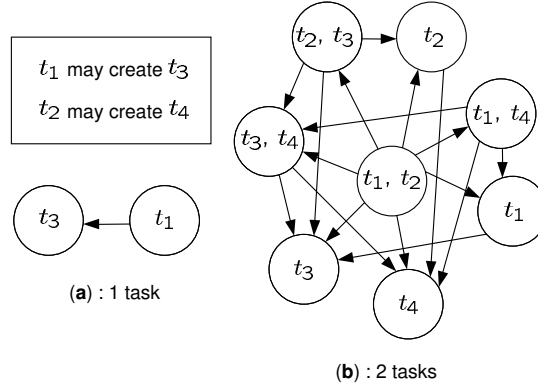 t₁ may create t₃
t₂ may create t₄
t₃
t₁
(a) : 1 task
t₂, t₃
t₂
t₁, t₄
t₃, t₄
t₁, t₂
t₁
t₃
t₄
(b) : 2 tasks